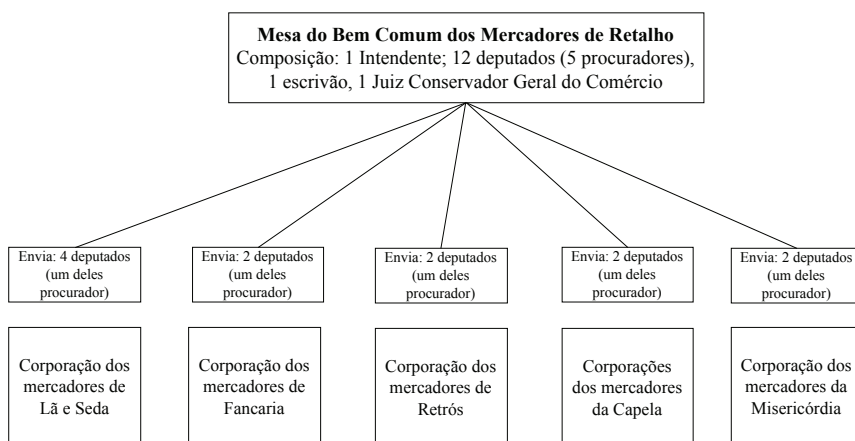 Mesa do Bem Comum dos Mercadores de Retalho
Composição: 1 Intendente; 12 deputados (5 procuradores),
1 escrivão, 1 Juiz Conservador Geral do Comércio
Envia: 4 deputados
(um deles
procurador)
Envia: 2 deputados
(um deles
procurador)
Envia: 2 deputados
(um deles
procurador)
Envia: 2 deputados
(um deles
procurador)
Envia: 2 deputados
(um deles
procurador)
Corporação dos
mercadores de
Lã e Seda
Corporação dos
mercadores de
Fancaria
Corporação dos
mercadores de
Retrós
Corporações
dos mercadores
da Capela
Corporação dos
mercadores da
Misericórdia